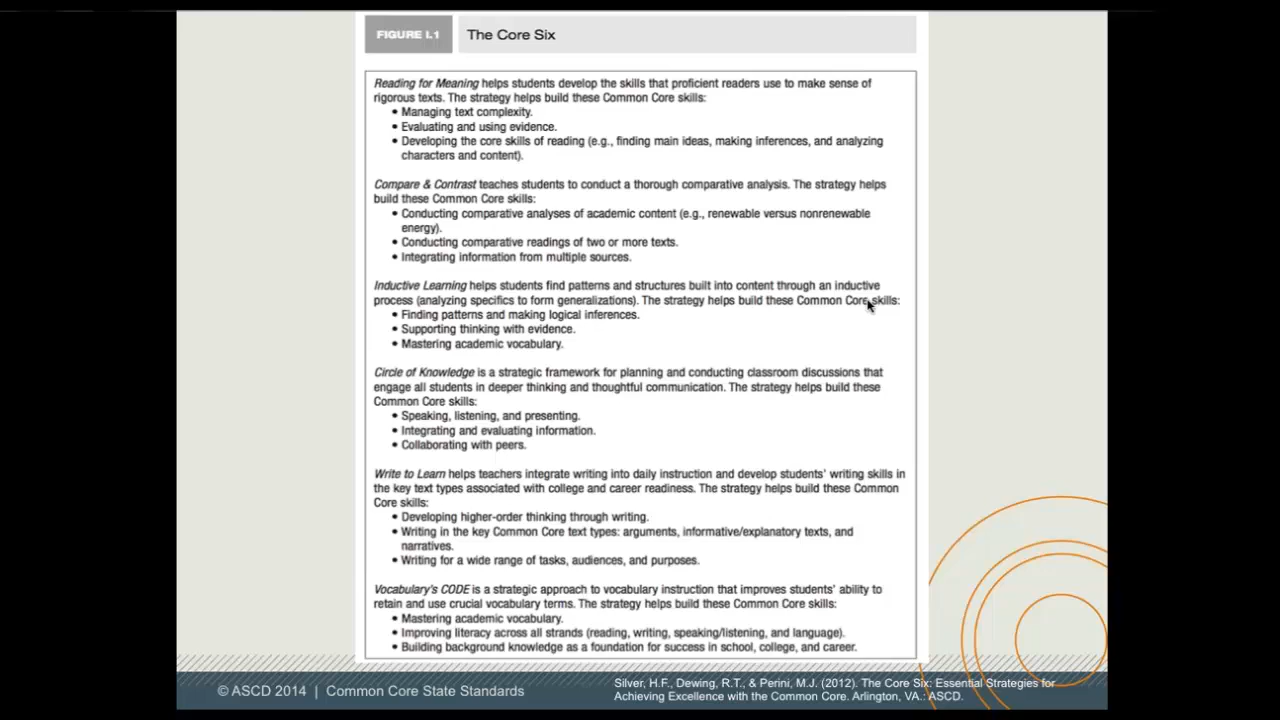 FIGURE I.1 The Core Six
Reading for Meaning helps students develop the skills that proficient readers use to make sense of
rigorous texts. The strategy helps build these Common Core skills:
• Managing text complexity.
• Evaluating and using evidence.
• Developing the core skills of reading (e.g., finding main ideas, making inferences, and analyzing
characters and content).
Compare & Contrast teaches students to conduct a thorough comparative analysis. The strategy helps
build these Common Core skills:
• Conducting comparative analyses of academic content (e.g., renewable versus nonrenewable
energy).
• Conducting comparative readings of two or more texts.
• Integrating information from multiple sources.
Inductive Learning helps students find patterns and structures built into content through an inductive
process (analyzing specifics to form generalizations). The strategy helps build these Common Core skills:
• Finding patterns and making logical inferences.
• Supporting thinking with evidence.
• Mastering academic vocabulary.
Circle of Knowledge is a strategic framework for planning and conducting classroom discussions that
engage all students in deeper thinking and thoughtful communication. The strategy helps build these
Common Core skills:
• Speaking, listening, and presenting.
• Integrating and evaluating information.
• Collaborating with peers.
Write to Learn helps teachers integrate writing into daily instruction and develop students' writing skills in
the key text types associated with college and career readiness. The strategy helps build these Common
Core skills:
• Developing higher-order thinking through writing.
• Writing in the key Common Core text types: arguments, informative/explanatory texts, and
narratives.
• Writing for a wide range of tasks, audiences, and purposes.
Vocabulary's CODE is a strategic approach to vocabulary instruction that improves students' ability to
retain and use crucial vocabulary terms. The strategy helps build these Common Core skills:
• Mastering academic vocabulary.
• Improving literacy across all strands (reading, writing, speaking/listening, and language).
• Building background knowledge as a foundation for success in school, college, and career.
© ASCD 2014 | Common Core State Standards
Silver, H.F., Dewing, R.T., & Perini, M.J. (2012). The Core Six: Essential Strategies for
Achieving Excellence with the Common Core. Arlington, VA.: ASCD.